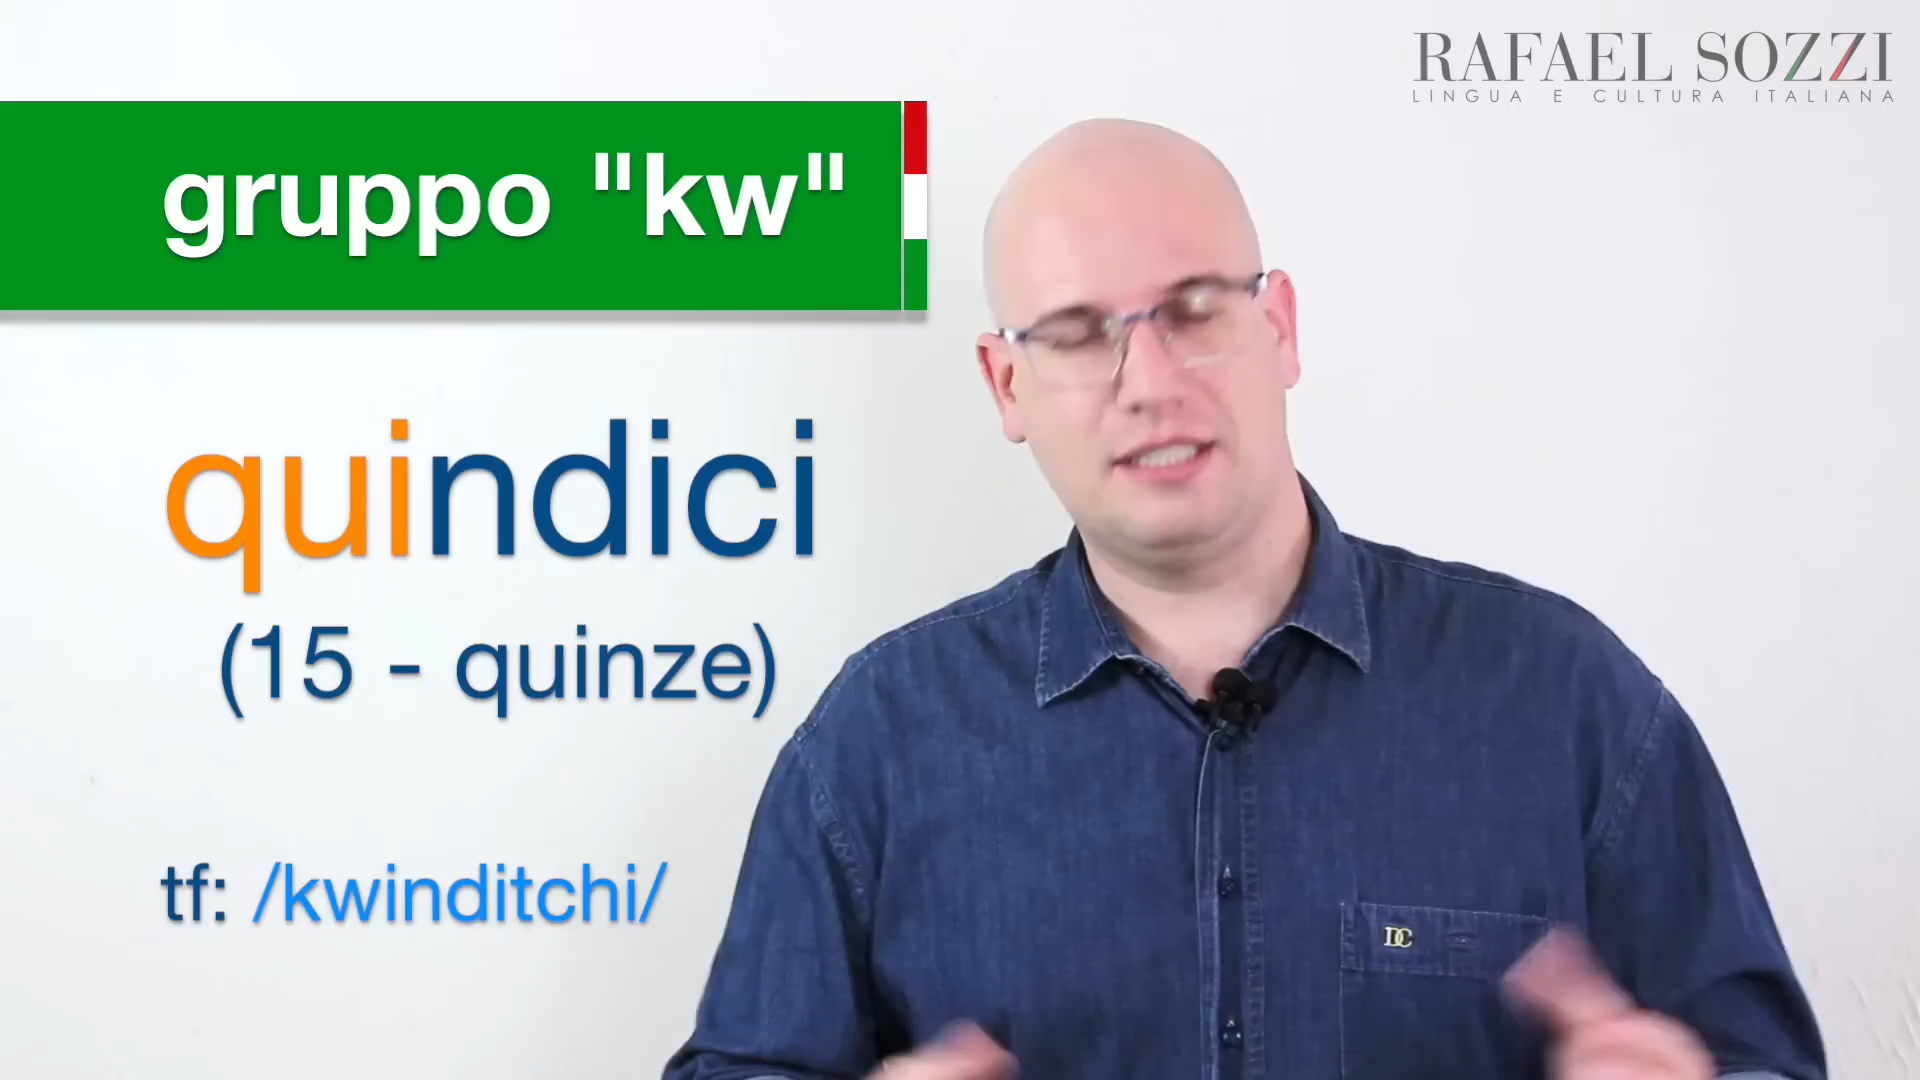 RAFAEL SOZZI
LINGUA E CULTURA ITALIANA
gruppo "kw"
quindici
(15 - quinze)
tf: /kwinditchi/
DC